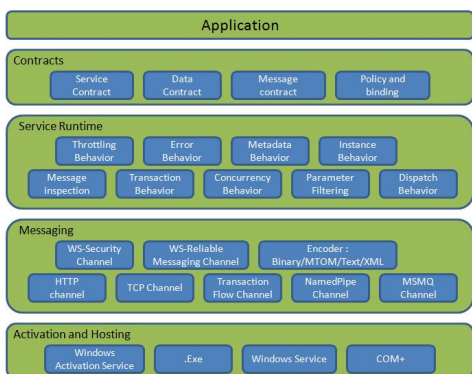 Application
Contracts
Service
Contract
Data
Contract
Message
contract
Policy and
binding
Service Runtime
Throttling
Behavior
Error
Behavior
Metadata
Behavior
Instance
Behavior
Message
inspection
Transaction
Behavior
Concurrency
Behavior
Parameter
Filtering
Dispatch
Behavior
Messaging
WS-Security
Channel
WS-Reliable
Messaging Channel
Encoder :
Binary/MTOM/Text/XML
HTTP
channel
TCP Channel
Transaction
Flow Channel
NamedPipe
Channel
MSMQ
Channel
Activation and Hosting
Windows
Activation Service
.Exe
Windows Service
COM+